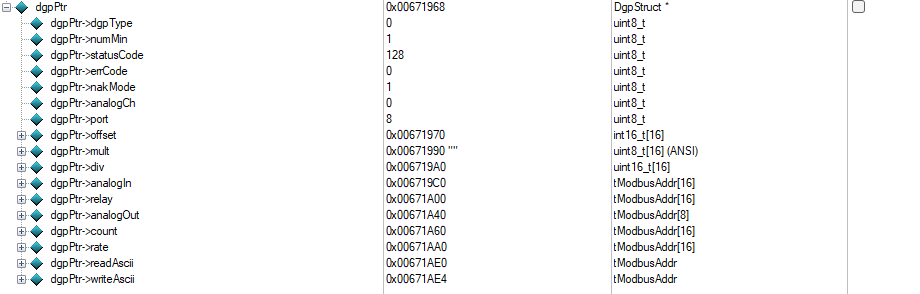 dgpPtr 0x00671968 DgpStruct *
dgpPtr->dgpType 0 uint8_t
dgpPtr->numMin 1 uint8_t
dgpPtr->statusCode 128 uint8_t
dgpPtr->errCode 0 uint8_t
dgpPtr->nakMode 1 uint8_t
dgpPtr->analogCh 0 uint8_t
dgpPtr->port 8 uint8_t
dgpPtr->offset 0x00671970 int16_t[16]
dgpPtr->mult 0x00671990 "" uint8_t[16] (ANSI)
dgpPtr->div 0x006719A0 uint16_t[16]
dgpPtr->analogIn 0x006719C0 tModbusAddr[16]
dgpPtr->relay 0x00671A00 tModbusAddr[16]
dgpPtr->analogOut 0x00671A40 tModbusAddr[8]
dgpPtr->count 0x00671A60 tModbusAddr[16]
dgpPtr->rate 0x00671AA0 tModbusAddr[16]
dgpPtr->readAscii 0x00671AE0 tModbusAddr
dgpPtr->writeAscii 0x00671AE4 tModbusAddr